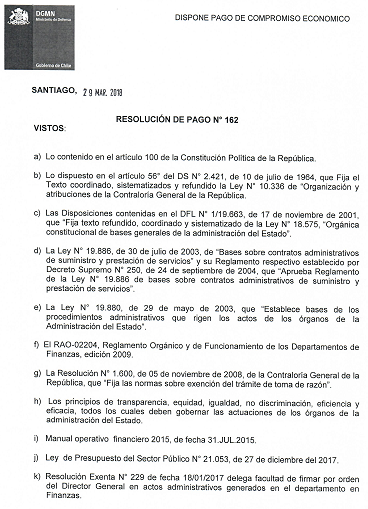 DGMN
Ministerio de Defensa
Gobierno de Chile
DISPONE PAGO DE COMPROMISO ECONOMICO
SANTIAGO, 29 MAR. 2018
RESOLUCIÓN DE PAGO N° 162
VISTOS:
a) Lo contenido en el artículo 100 de la Constitución Política de la República.
b) Lo dispuesto en el artículo 56° del DS N° 2.421, de 10 de julio de 1964, que Fija el
Texto coordinado, sistematizados y refundido la Ley N° 10.336 de "Organización y
atribuciones de la Contraloría General de la República.
c) Las Disposiciones contenidas en el DFL N° 1/19.663, de 17 de noviembre de 2001,
que "Fija texto refundido, coordinado y sistematizado de la Ley N° 18.575, "Orgánica
constitucional de bases generales de la administración del Estado".
d) La Ley N° 19.886, de 30 de julio de 2003, de "Bases sobre contratos administrativos
de suministro y prestación de servicios" y su Reglamento respectivo establecido por
Decreto Supremo N° 250, de 24 de septiembre de 2004, que "Aprueba Reglamento
de la Ley N° 19.886 de bases sobre contratos administrativos de suministro y
prestación de servicios".
e) La Ley N° 19.880, de 29 de mayo de 2003, que "Establece bases de los
procedimientos administrativos que rigen los actos de los órganos de la
Administración del Estado".
f) El RAO-02204, Reglamento Orgánico y de Funcionamiento de los Departamentos de
Finanzas, edición 2009.
g) La Resolución N° 1.600, de 05 de noviembre de 2008, de la Contraloría General de la
República, que "Fija las normas sobre exención del trámite de toma de razón".
h) Los principios de transparencia, equidad, igualdad, no discriminación, eficiencia y
eficacia, todos los cuales deben gobernar las actuaciones de los órganos de la
administración del Estado.
i) Manual operativo financiero 2015, de fecha 31.JUL.2015.
j) Ley de Presupuesto del Sector Público N° 21.053, de 27 de diciembre del 2017.
k) Resolución Exenta N° 229 de fecha 18/01/2017 delega facultad de firmar por orden
del Director General en actos administrativos generados en el departamento en
Finanzas.